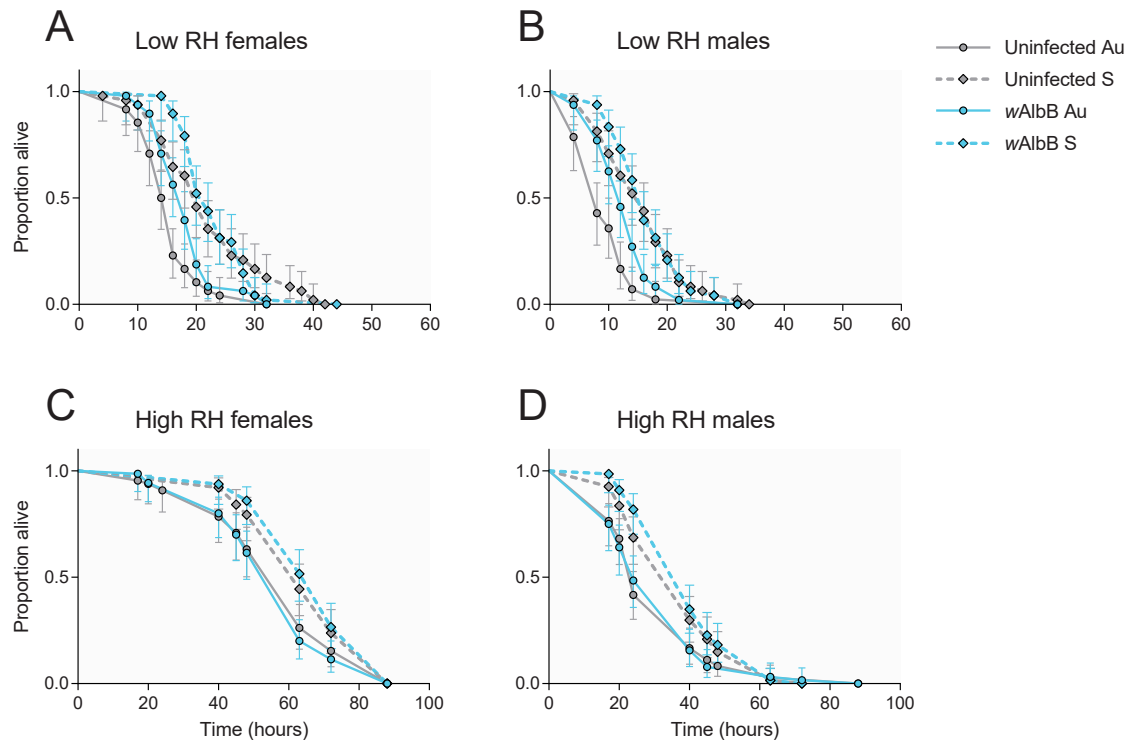 A
Low RH females
B
Low RH males
Uninfected Au
Uninfected S
wAlbB Au
wAlbB S
Proportion alive
1.0
0.5
0.0
0 10 20 30 40 50 60
1.0
0.5
0.0
0 10 20 30 40 50 60
C
High RH females
D
High RH males
Proportion alive
1.0
0.5
0.0
0 20 40 60 80 100
Time (hours)
1.0
0.5
0.0
0 20 40 60 80 100
Time (hours)